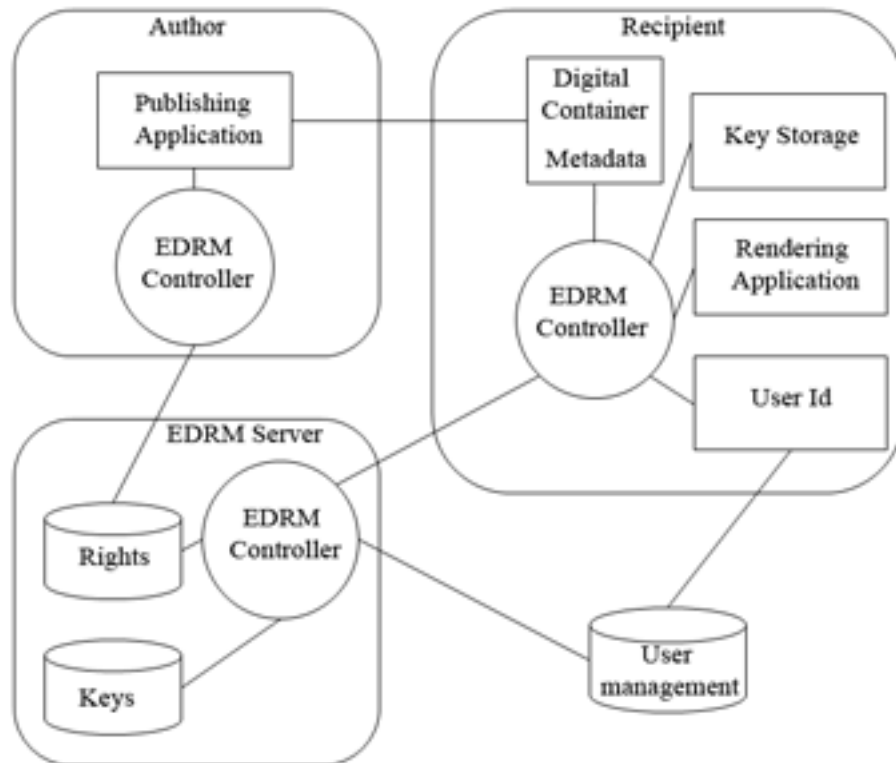 Author
Publishing
Application
EDRM
Controller
Recipient
Digital
Container
Metadata
Key Storage
EDRM
Controller
Rendering
Application
User Id
EDRM Server
EDRM
Controller
Rights
Keys
User
management